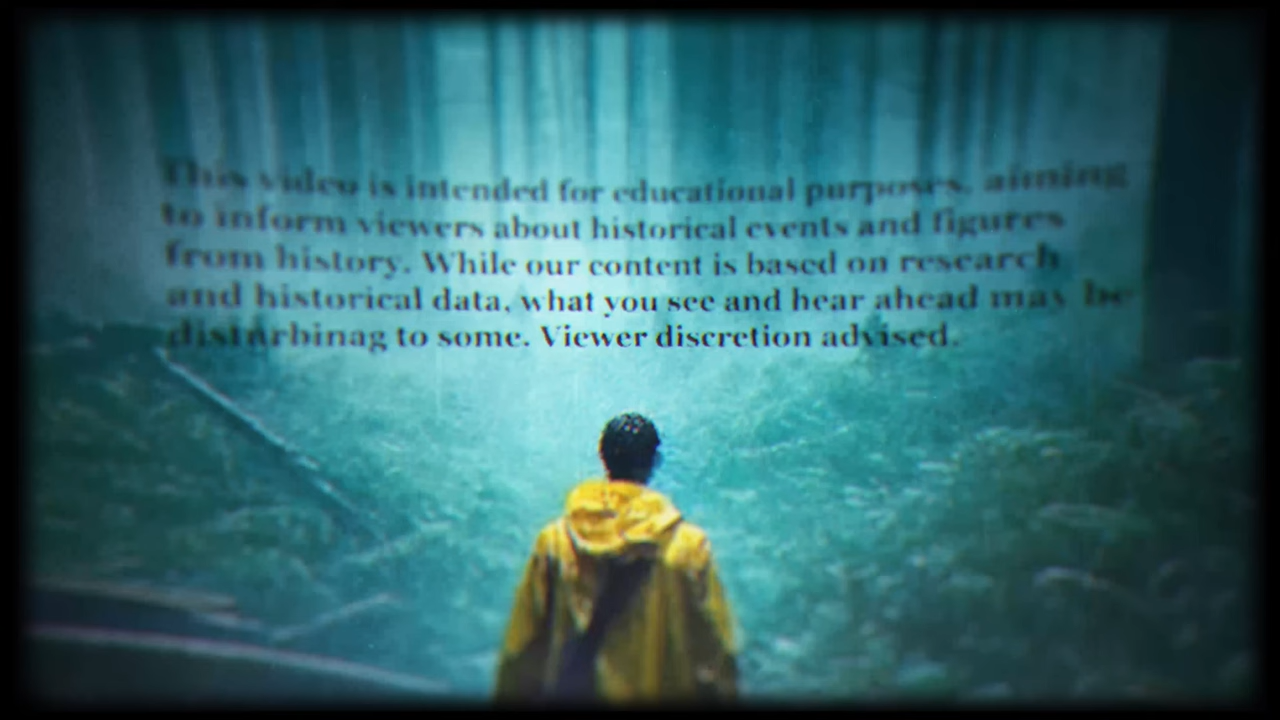 This video is intended for educational purposes, aiming
to inform viewers about historical events and figures
from history. While our content is based on research
and historical data, what you see and hear ahead may be
disturbinag to some. Viewer discretion advised.